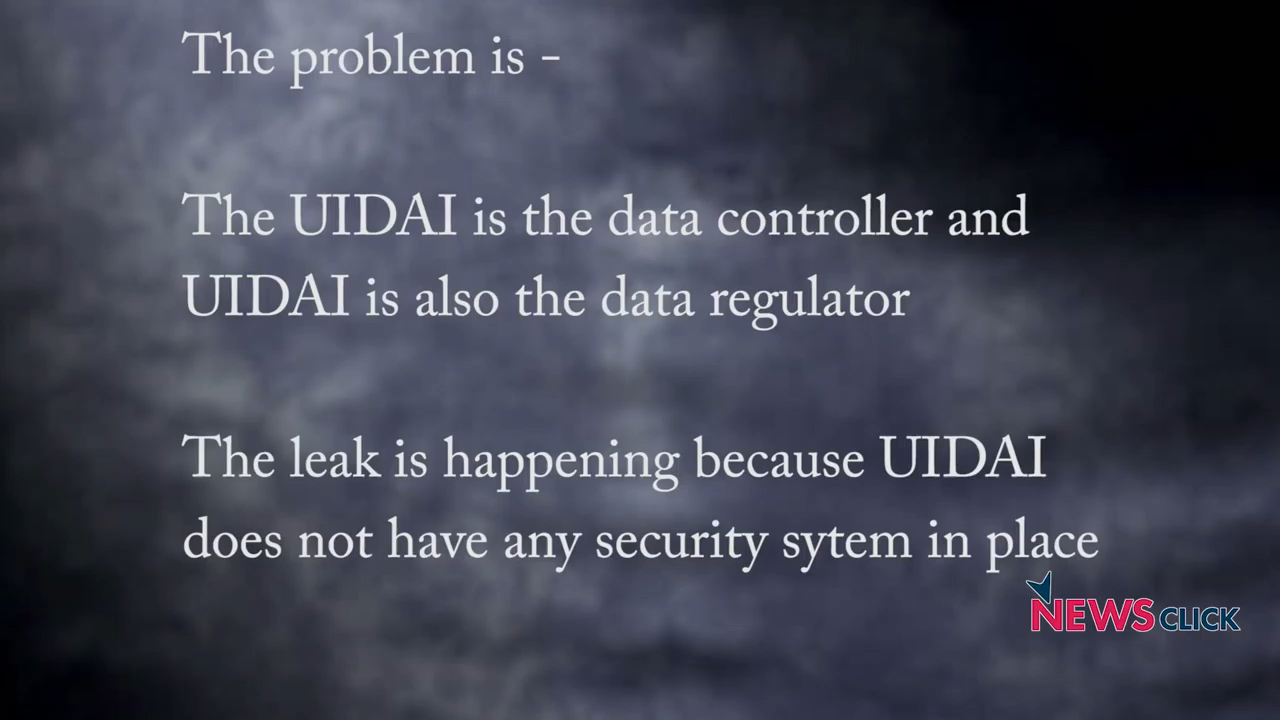 The problem is -
The UIDAI is the data controller and
UIDAI is also the data regulator
The leak is happening because UIDAI
does not have any security sytem in place
NEWSCLICK